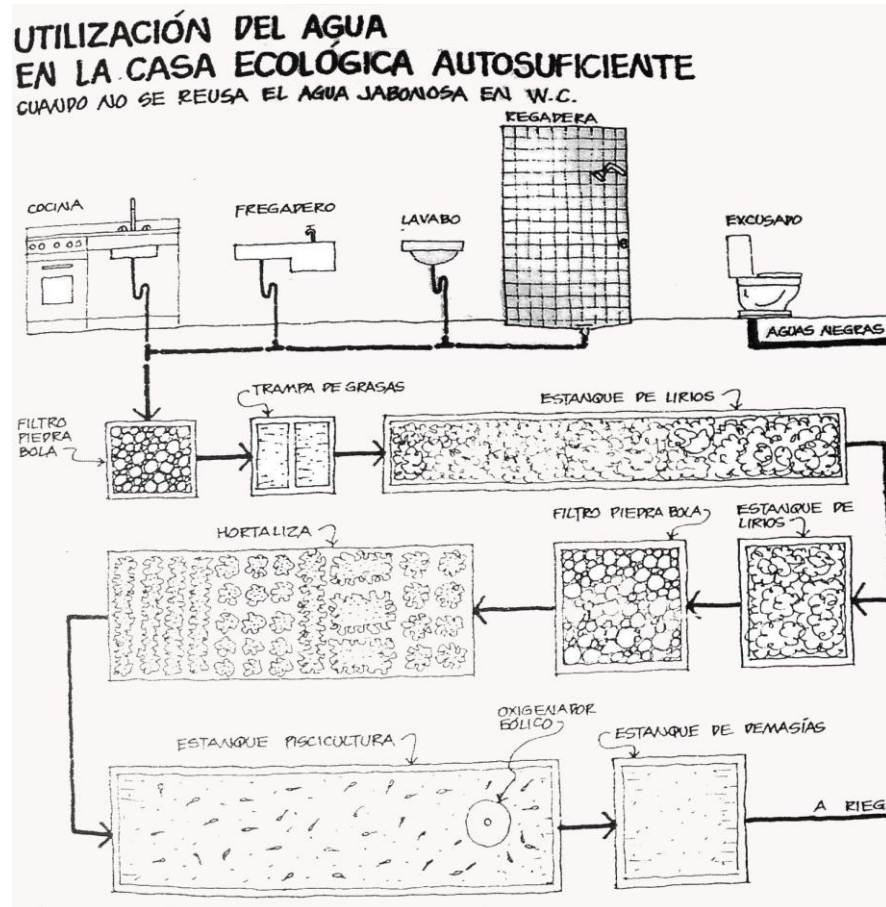 UTILIZACIÓN DEL AGUA
EN LA CASA ECOLÓGICA AUTOSUFICIENTE
CUANDO NO SE REUSA EL AGUA JABONOSA EN W.C.
REGADERA
COCINA
FREGADERO
LAVABO
EXCUSADO
AGUAS NEGRAS
TRAMPA DE GRASAS
ESTANQUE DE LIRIOS
FILTRO
PIEDRA
BOLA
HORTALIZA
FILTRO PIEDRA BOLA
ESTANQUE DE
LIRIOS
OXIGENADOR
EÓLICO
ESTANQUE PISCICULTURA
ESTANQUE DE DEMASÍAS
A RIEG